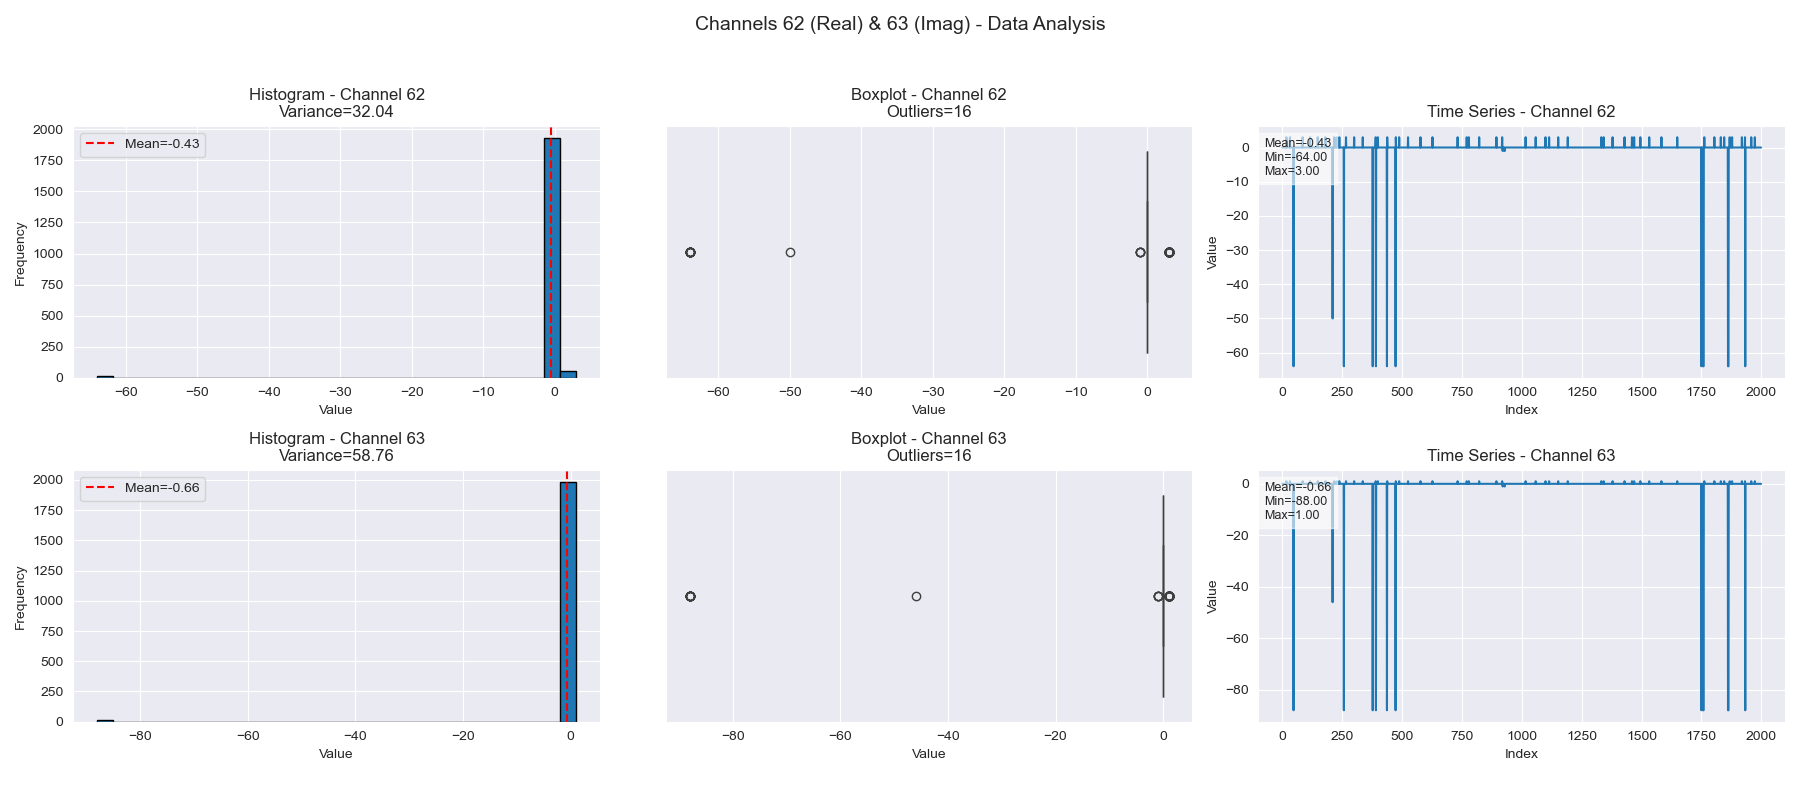 Channels 62 (Real) & 63 (Imag) - Data Analysis
Histogram - Channel 62
Variance=32.04
Mean=-0.43
2000
1750
1500
1250
1000
750
500
250
0
Frequency
−60 −50 −40 −30 −20 −10 0
Value
Boxplot - Channel 62
Outliers=16
−60 −50 −40 −30 −20 −10 0
Value
Time Series - Channel 62
Mean=-0.43
Min=-64.00
Max=3.00
0
−10
−20
−30
−40
−50
−60
Value
0 250 500 750 1000 1250 1500 1750 2000
Index
Histogram - Channel 63
Variance=58.76
Mean=-0.66
2000
1750
1500
1250
1000
750
500
250
0
Frequency
−80 −60 −40 −20 0
Value
Boxplot - Channel 63
Outliers=16
−80 −60 −40 −20 0
Value
Time Series - Channel 63
Mean=-0.66
Min=-88.00
Max=1.00
0
−20
−40
−60
−80
Value
0 250 500 750 1000 1250 1500 1750 2000
Index